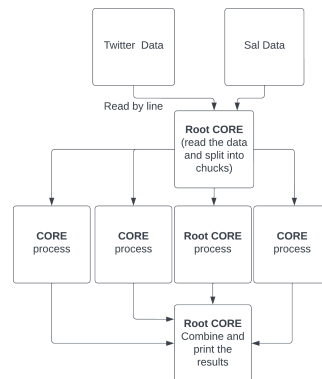 Twitter Data
Sal Data
Read by line
Root CORE
(read the data
and split into
chucks)
CORE
process
CORE
process
Root CORE
process
CORE
process
Root CORE
Combine and
print the
results